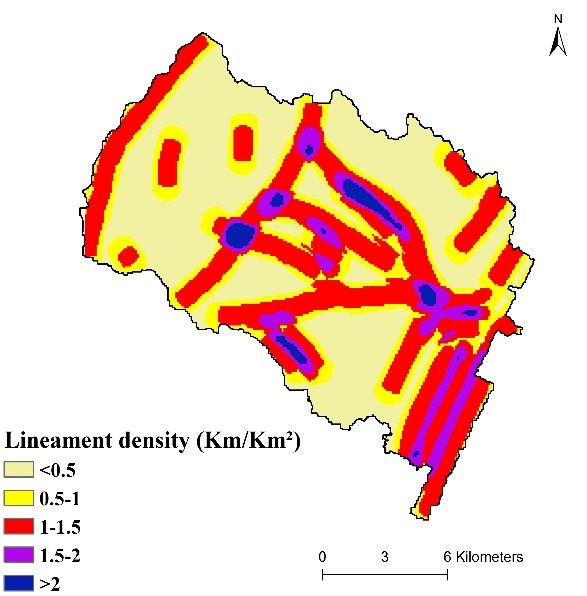 N
Lineament density (Km/Km²)
<0.5
0.5-1
1-1.5
1.5-2
>2
0 3 6 Kilometers